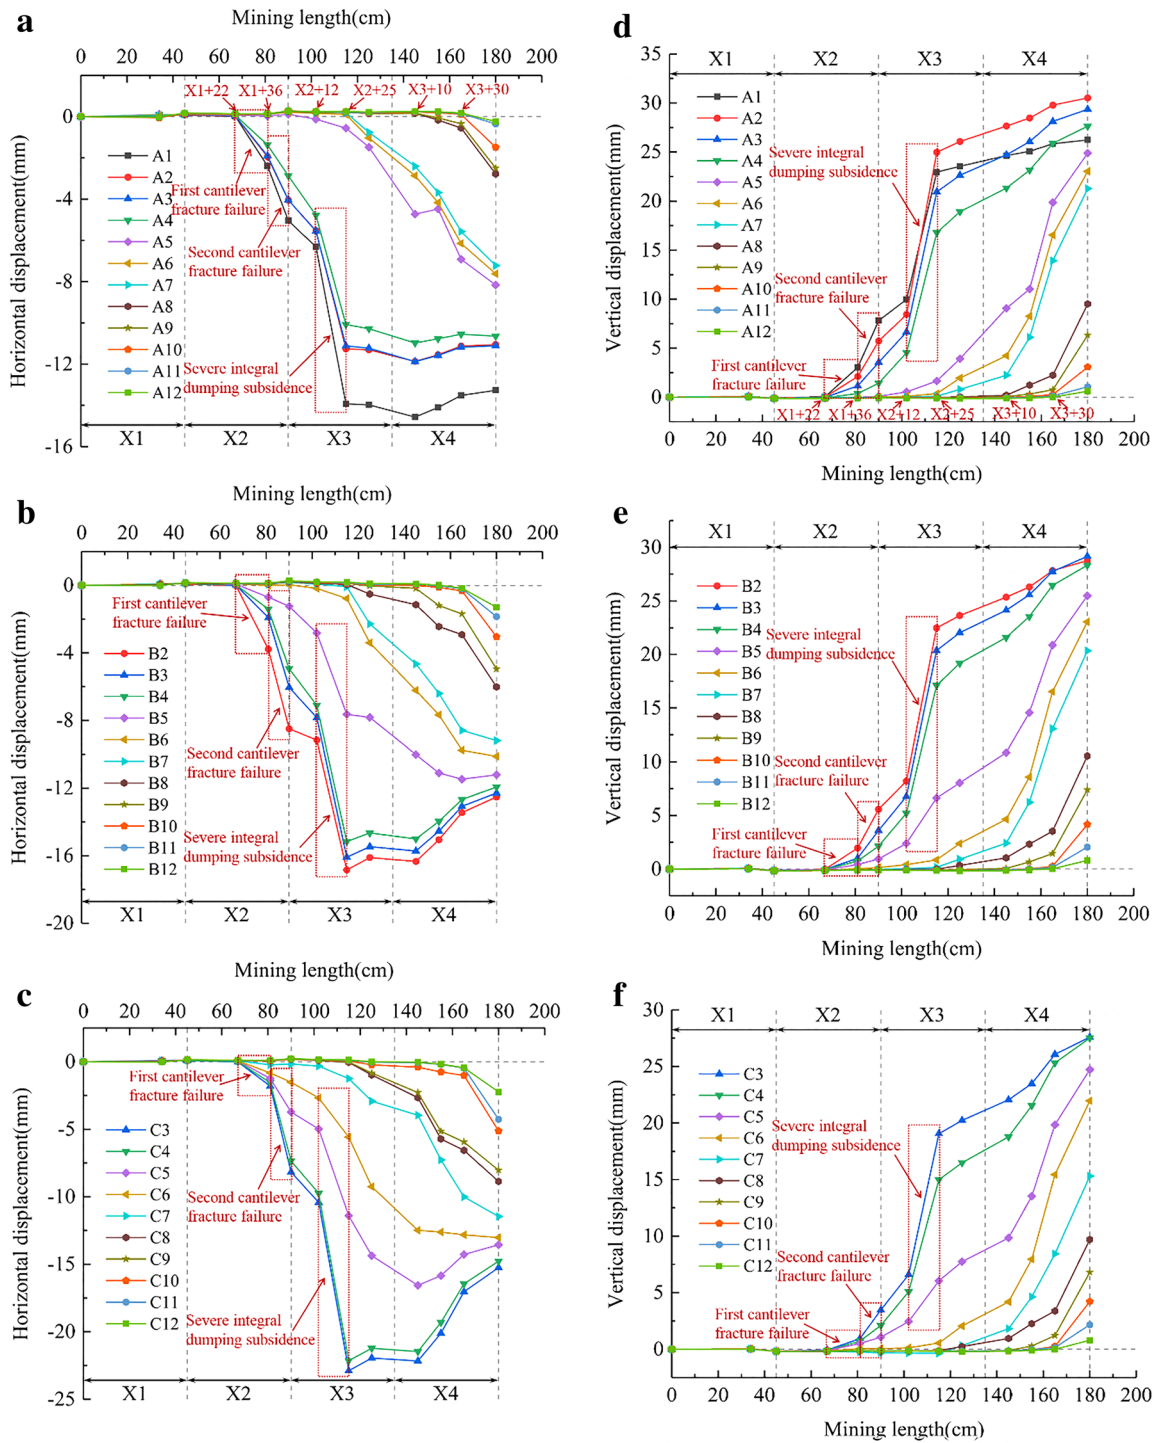 a
Mining length(cm)
0 20 40 60 80 100 120 140 160 180 200
X1+22 X1+36 X2+12 X2+25 X3+10 X3+30
0
-4
-8
-12
-16
Horizontal displacement(mm)
A1
A2
A3
A4
A5
A6
A7
A8
A9
A10
A11
A12
First cantilever
fracture failure
Second cantilever
fracture failure
Severe integral
dumping subsidence
X1 X2 X3 X4
d
X1 X2 X3 X4
35
30
25
20
15
10
5
0
Vertical displacement(mm)
A1
A2
A3
A4
A5
A6
A7
A8
A9
A10
A11
A12
Severe integral
dumping subsidence
Second cantilever
fracture failure
First cantilever
fracture failure
X1+22 X1+36 X2+12 X2+25 X3+10 X3+30
0 20 40 60 80 100 120 140 160 180 200
Mining length(cm)
b
Mining length(cm)
0 20 40 60 80 100 120 140 160 180 200
0
-4
-8
-12
-16
-20
Horizontal displacement(mm)
First cantilever
fracture failure
B2
B3
B4
B5
B6
B7
B8
B9
B10
B11
B12
Second cantilever
fracture failure
Severe integral
dumping subsidence
X1 X2 X3 X4
e
X1 X2 X3 X4
30
25
20
15
10
5
0
Vertical displacement(mm)
B2
B3
B4
B5
B6
B7
B8
B9
B10
B11
B12
Severe integral
dumping subsidence
Second cantilever
fracture failure
First cantilever
fracture failure
0 20 40 60 80 100 120 140 160 180 200
Mining length(cm)
c
Mining length(cm)
0 20 40 60 80 100 120 140 160 180 200
0
-5
-10
-15
-20
-25
Horizontal displacement(mm)
First cantilever
fracture failure
C3
C4
C5
C6
C7
C8
C9
C10
C11
C12
Second cantilever
fracture failure
Severe integral
dumping subsidence
X1 X2 X3 X4
f
X1 X2 X3 X4
30
25
20
15
10
5
0
Vertical displacement(mm)
C3
C4
C5
C6
C7
C8
C9
C10
C11
C12
Severe integral
dumping subsidence
Second cantilever
fracture failure
First cantilever
fracture failure
0 20 40 60 80 100 120 140 160 180 200
Mining length(cm)